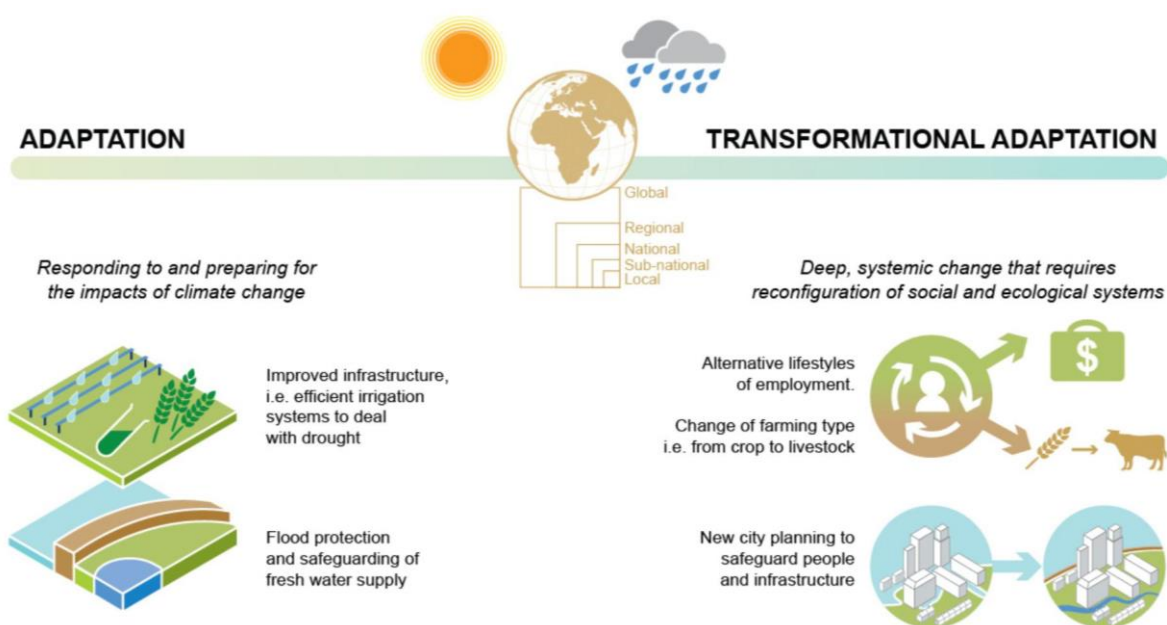 ADAPTATION
TRANSFORMATIONAL ADAPTATION
Global
Regional
National
Sub-national
Local
Responding to and preparing for
the impacts of climate change
Deep, systemic change that requires
reconfiguration of social and ecological systems
Improved infrastructure,
i.e. efficient irrigation
systems to deal
with drought
Flood protection
and safeguarding of
fresh water supply
Alternative lifestyles
of employment.
Change of farming type
i.e. from crop to livestock
$
New city planning to
safeguard people
and infrastructure